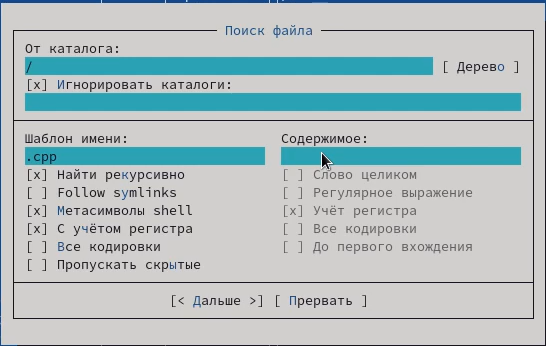 Поиск файла
От каталога:
/ [ Дерево ]
[x] Игнорировать каталоги:
Шаблон имени: Содержимое:
.cpp
[x] Найти рекурсивно [ ] Слово целиком
[ ] Follow symlinks [ ] Регулярное выражение
[x] Метасимволы shell [x] Учёт регистра
[x] С учётом регистра [ ] Все кодировки
[ ] Все кодировки [ ] До первого вхождения
[ ] Пропускать скрытые
[< Дальше >] [ Прервать ]